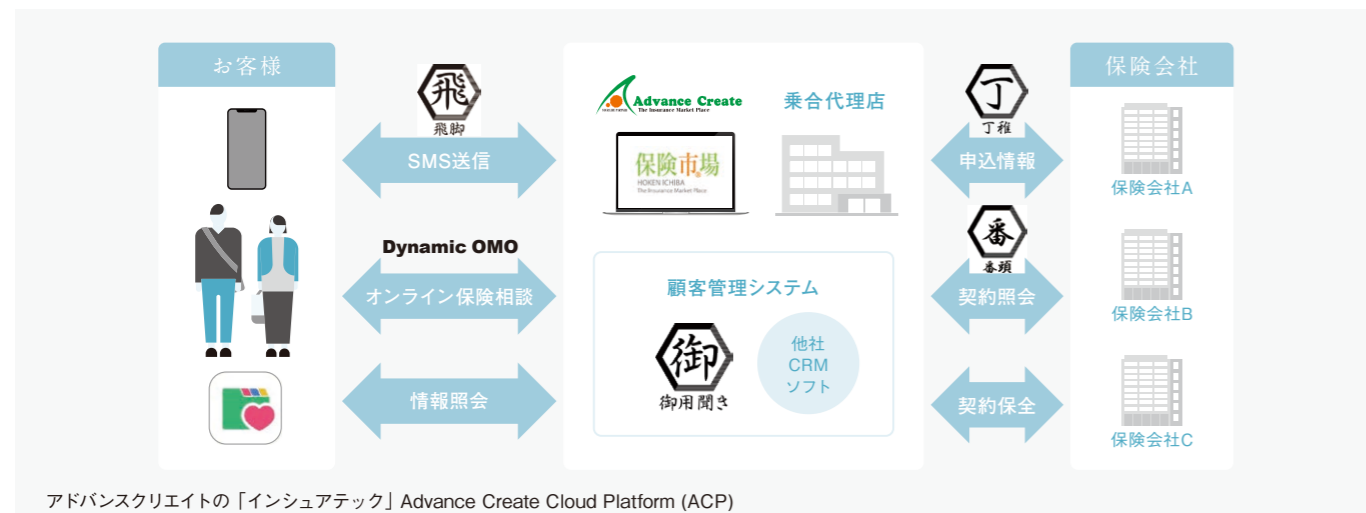 お客様
飛
飛脚
SMS送信
Dynamic OMO
オンライン保険相談
情報照会
Advance Create
The Insurance Market Place
乗合代理店
保険市場
HOKEN ICHIBA
The Insurance Market Place
顧客管理システム
御
御用聞き
他社
CRM
ソフト
丁
丁稚
申込情報
番
番頭
契約照会
契約保全
保険会社
保険会社A
保険会社B
保険会社C
アドバンスクリエイトの「インシュアテック」Advance Create Cloud Platform (ACP)